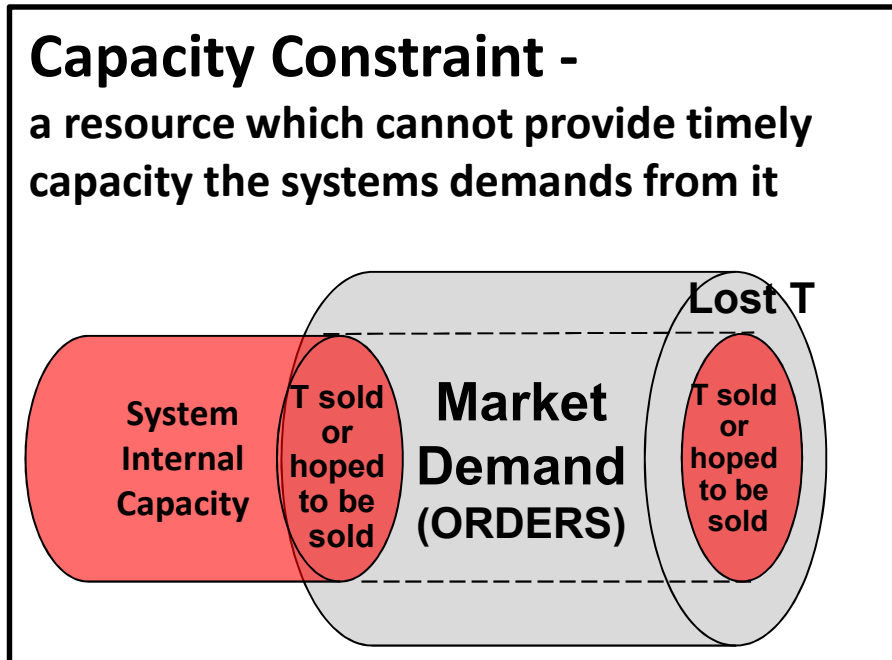 Capacity Constraint -
a resource which cannot provide timely
capacity the systems demands from it
Lost T
System
Internal
Capacity
T sold
or
hoped
to be
sold
Market
Demand
(ORDERS)
T sold
or
hoped
to be
sold